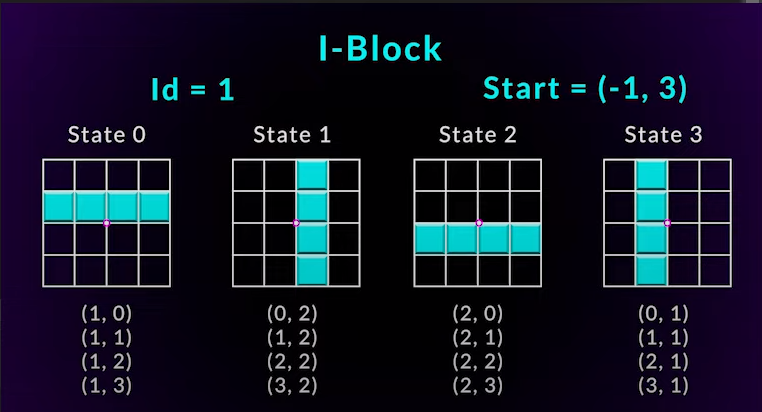 I-Block
Id = 1
Start = (-1, 3)
State 0
State 1
State 2
State 3
(1, 0)
(1, 1)
(1, 2)
(1, 3)
(0, 2)
(1, 2)
(2, 2)
(3, 2)
(2, 0)
(2, 1)
(2, 2)
(2, 3)
(0, 1)
(1, 1)
(2, 1)
(3, 1)